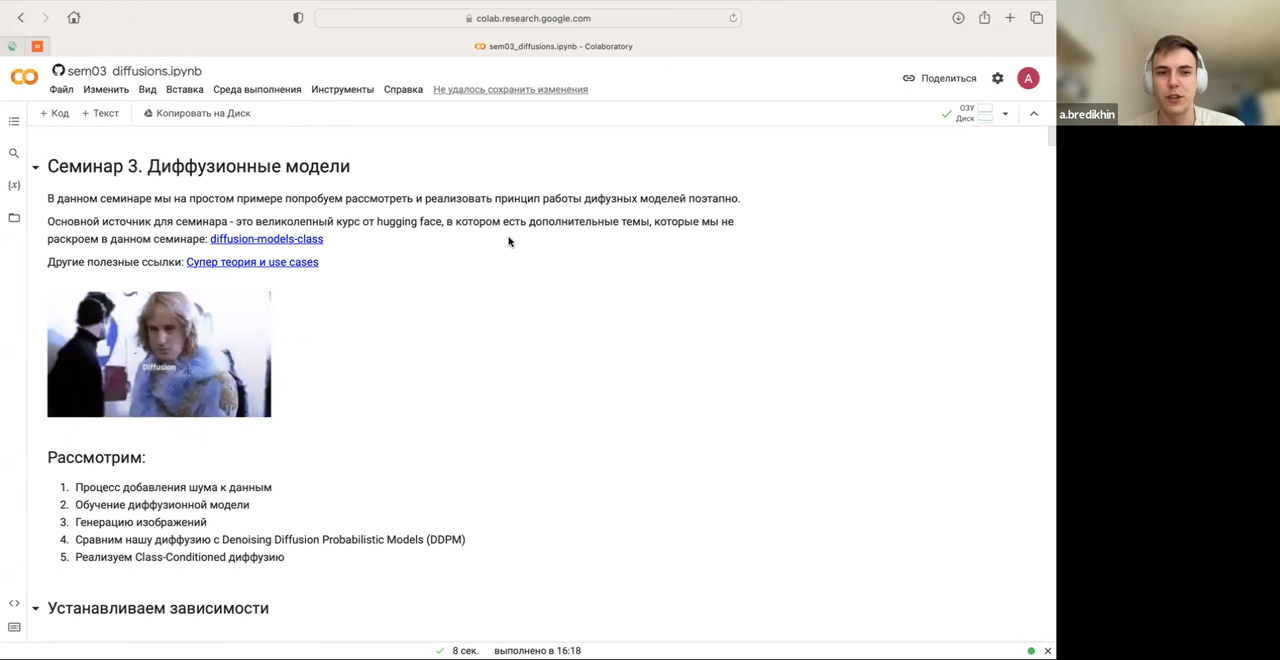 colab.research.google.com
sem03_diffusions.ipynb - Colaboratory
sem03 diffusions.ipynb
Поделиться
A
Файл Изменить Вид Вставка Среда выполнения Инструменты Справка Не удалось сохранить изменения
+ Код + Текст Копировать на Диск
ОЗУ
Диск
a.bredikhin
{x}
Семинар 3. Диффузионные модели
В данном семинаре мы на простом примере попробуем рассмотреть и реализовать принцип работы дифузных моделей поэтапно.
Основной источник для семинара - это великолепный курс от hugging face, в котором есть дополнительные темы, которые мы не
раскроем в данном семинаре: diffusion-models-class
Другие полезные ссылки: Супер теория и use cases
Diffusion
Рассмотрим:
1. Процесс добавления шума к данным
2. Обучение диффузионной модели
3. Генерацию изображений
4. Сравним нашу диффузию с Denoising Diffusion Probabilistic Models (DDPM)
5. Реализуем Class-Conditioned диффузию
Устанавливаем зависимости
8 сек. выполнено в 16:18